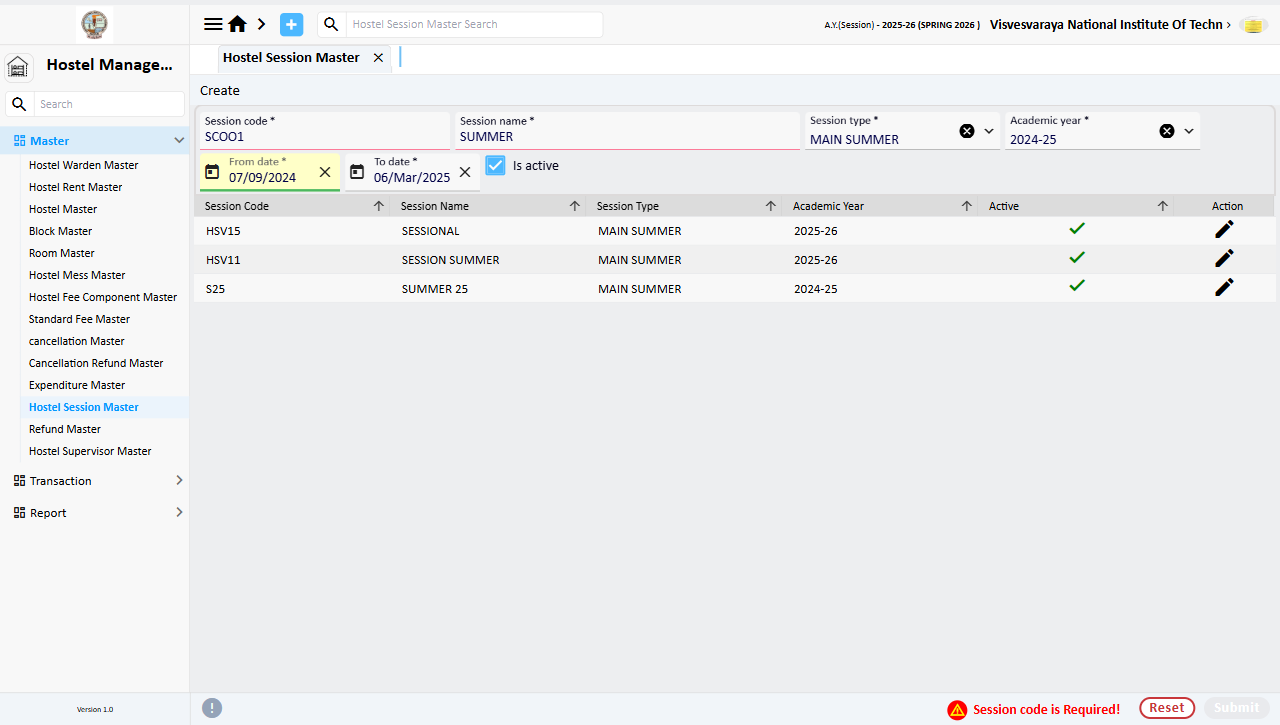 Hostel Session Master Search
A.Y.(Session) - 2025-26 (SPRING 2026 )
Visvesvaraya National Institute Of Techn
Hostel Manage...
Hostel Session Master
Search
Create
Session code *
SCOO1
Session name *
SUMMER
Session type *
MAIN SUMMER
Academic year *
2024-25
From date *
07/09/2024
To date *
06/Mar/2025
Is active
Master
Hostel Warden Master
Hostel Rent Master
Hostel Master
Block Master
Room Master
Hostel Mess Master
Hostel Fee Component Master
Standard Fee Master
cancellation Master
Cancellation Refund Master
Expenditure Master
Hostel Session Master
Refund Master
Hostel Supervisor Master
Transaction
Report
Session Code Session Name Session Type Academic Year Active Action
HSV15 SESSIONAL MAIN SUMMER 2025-26
HSV11 SESSION SUMMER MAIN SUMMER 2025-26
S25 SUMMER 25 MAIN SUMMER 2024-25
Version 1.0
Session code is Required!
Reset
Submit